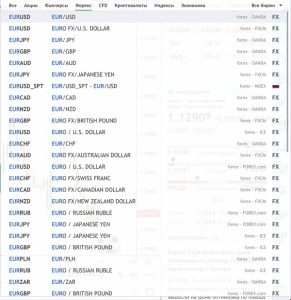 Все Акции Фьючерсы Форекс CFD Криптовалюты Индексы Экономика Все биржи
EURUSD EUR/USD forex - OANDA FX
EURUSD EURO FX/U.S. DOLLAR forex - FXCM FX
EURJPY EUR/JPY forex - OANDA FX
EURGBP EUR/GBP forex - OANDA FX
EURAUD EUR/AUD forex - OANDA FX
EURJPY EURO FX/JAPANESE YEN forex - FXCM FX
EURUSD_SPT USD/SPT - EUR/USD forex - MOEX
EURCAD EUR/CAD forex - OANDA FX
EURNZD EUR/NZD forex - OANDA FX
EURGBP EURO FX/BRITISH POUND forex - FXCM FX
EURUSD EURO / U.S. DOLLAR forex - ICE FX
EURCHF EUR/CHF forex - OANDA FX
EURAUD EURO FX/AUSTRALIAN DOLLAR forex - FXCM FX
EURUSD EURO / U.S. DOLLAR forex - FOREX.com FX
EURCHF EURO FX/SWISS FRANC forex - FXCM FX
EURCAD EURO FX/CANADIAN DOLLAR forex - FXCM FX
EURNZD EURO FX/NEW ZEALAND DOLLAR forex - FXCM FX
EURRUB EURO / RUSSIAN RUBLE forex - FOREX.com FX
EURJPY EURO / JAPANESE YEN forex - FOREX.com FX
EURJPY EURO / JAPANESE YEN forex - ICE FX
EURGBP EURO / BRITISH POUND forex - FOREX.com FX
EURPLN EUR/PLN forex - OANDA FX
EURRUB EURO / RUSSIAN RUBLE forex - ICE FX
EURZAR EUR/ZAR forex - OANDA FX
EURGBP EURO / BRITISH POUND forex - ICE FX